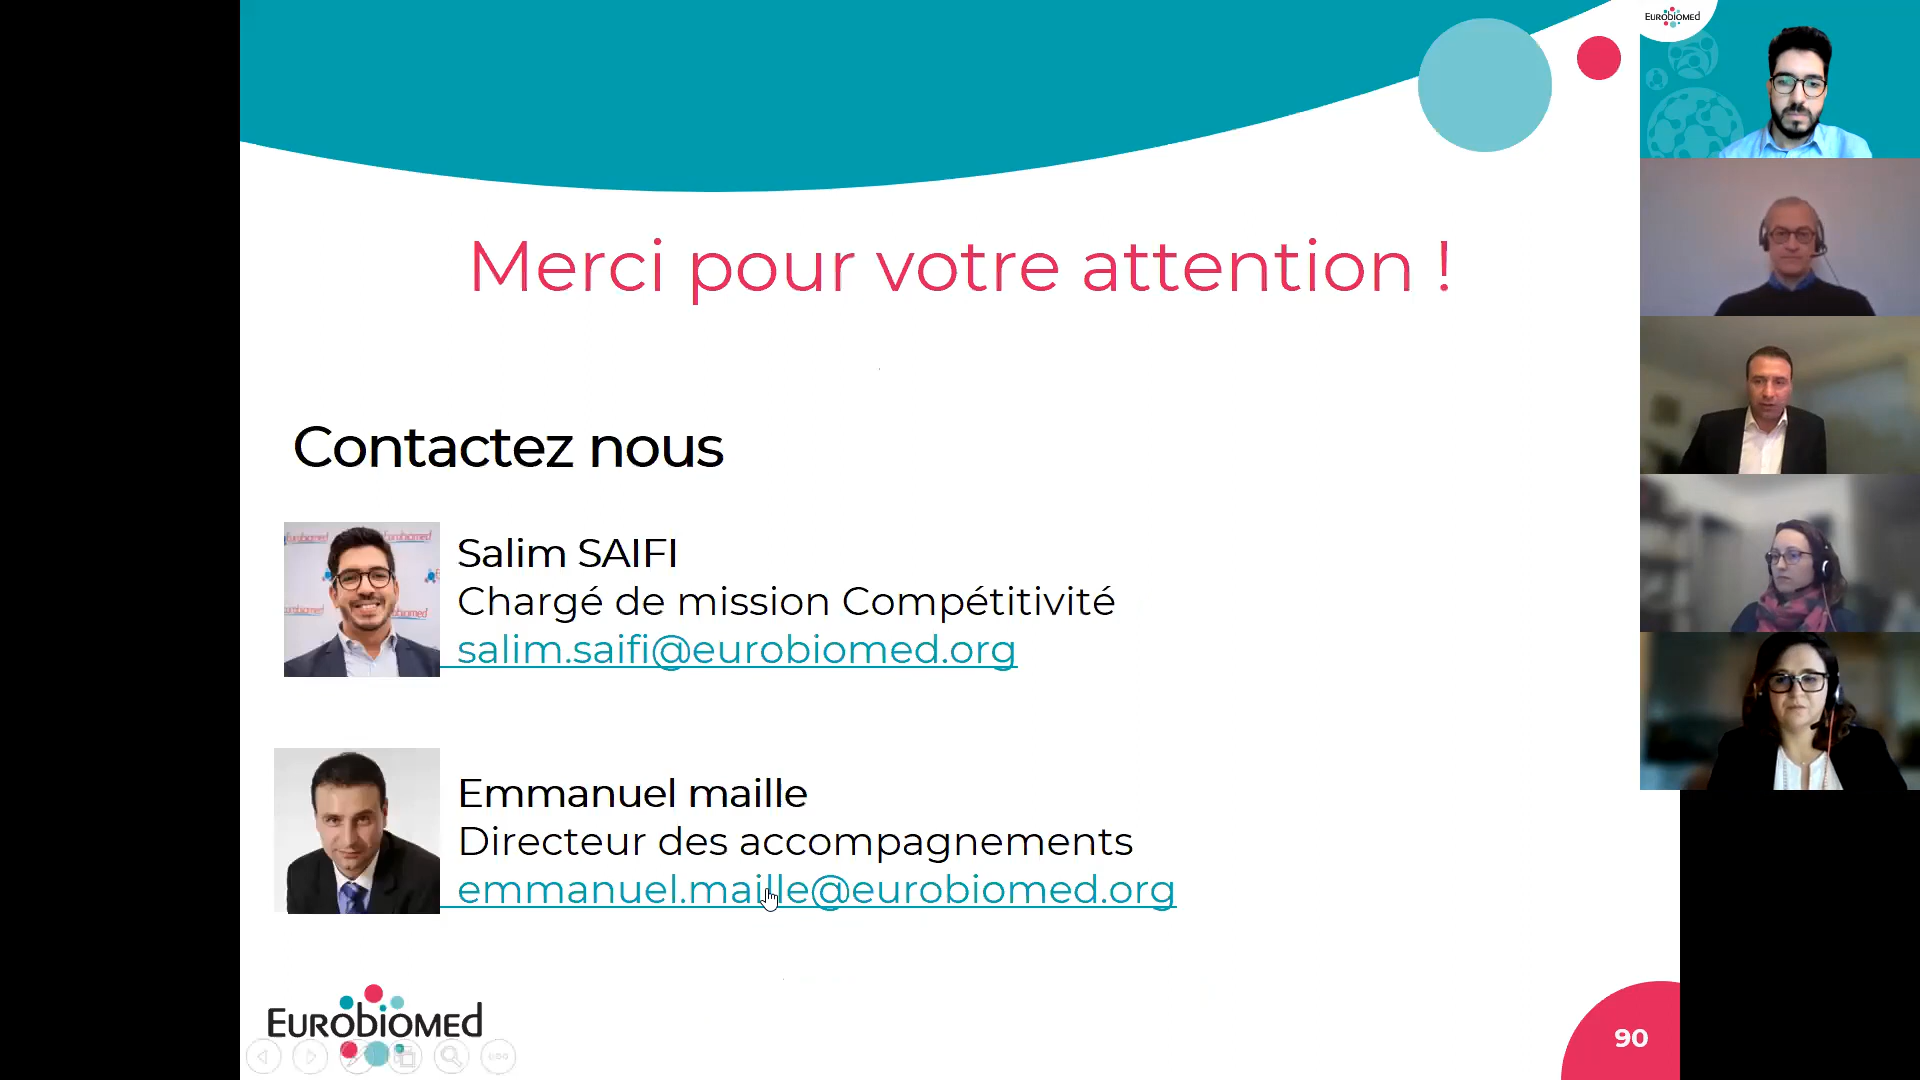 Eurobiomed
Merci pour votre attention !
Contactez nous
Salim SAIFI
Chargé de mission Compétitivité
salim.saifi@eurobiomed.org
Emmanuel maille
Directeur des accompagnements
emmanuel.maille@eurobiomed.org
Eurobiomed
90